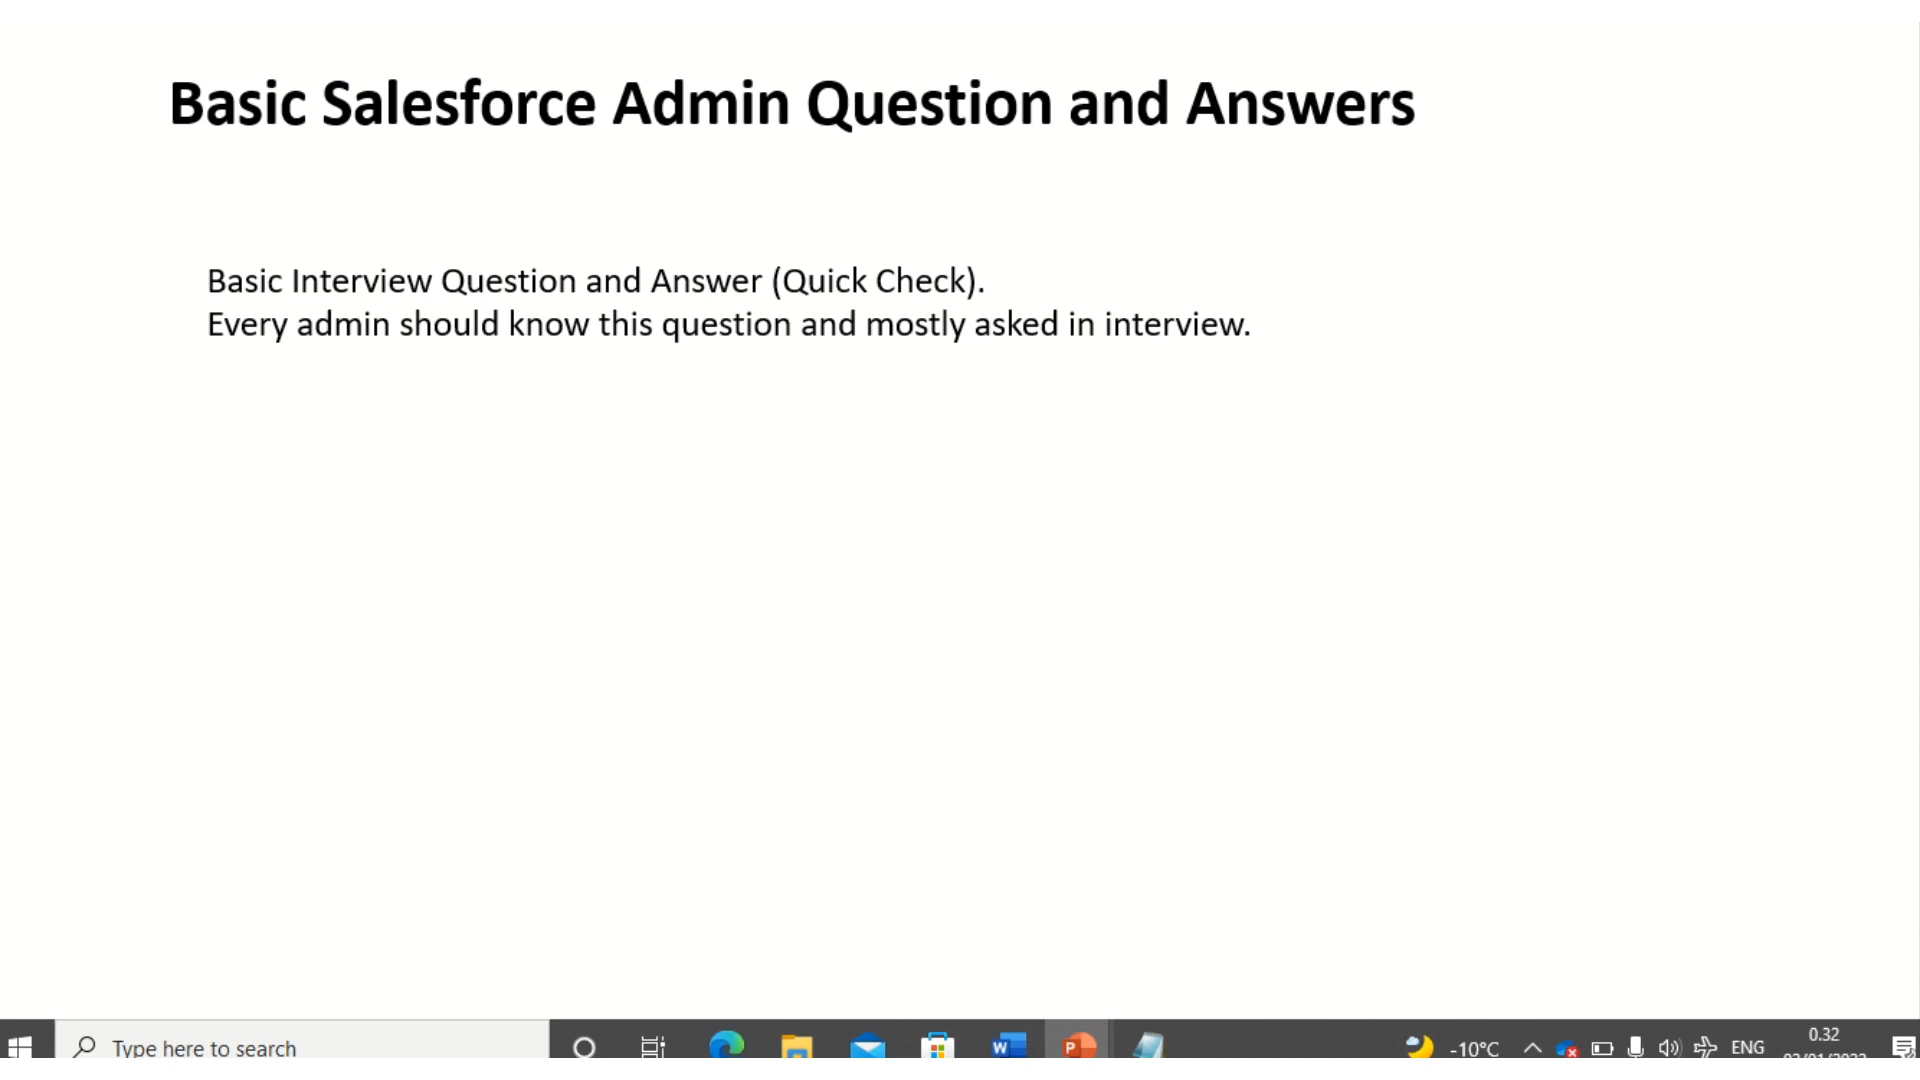 Basic Salesforce Admin Question and Answers
Basic Interview Question and Answer (Quick Check).
Every admin should know this question and mostly asked in interview.
Type here to search
-10°C
ENG
0.32